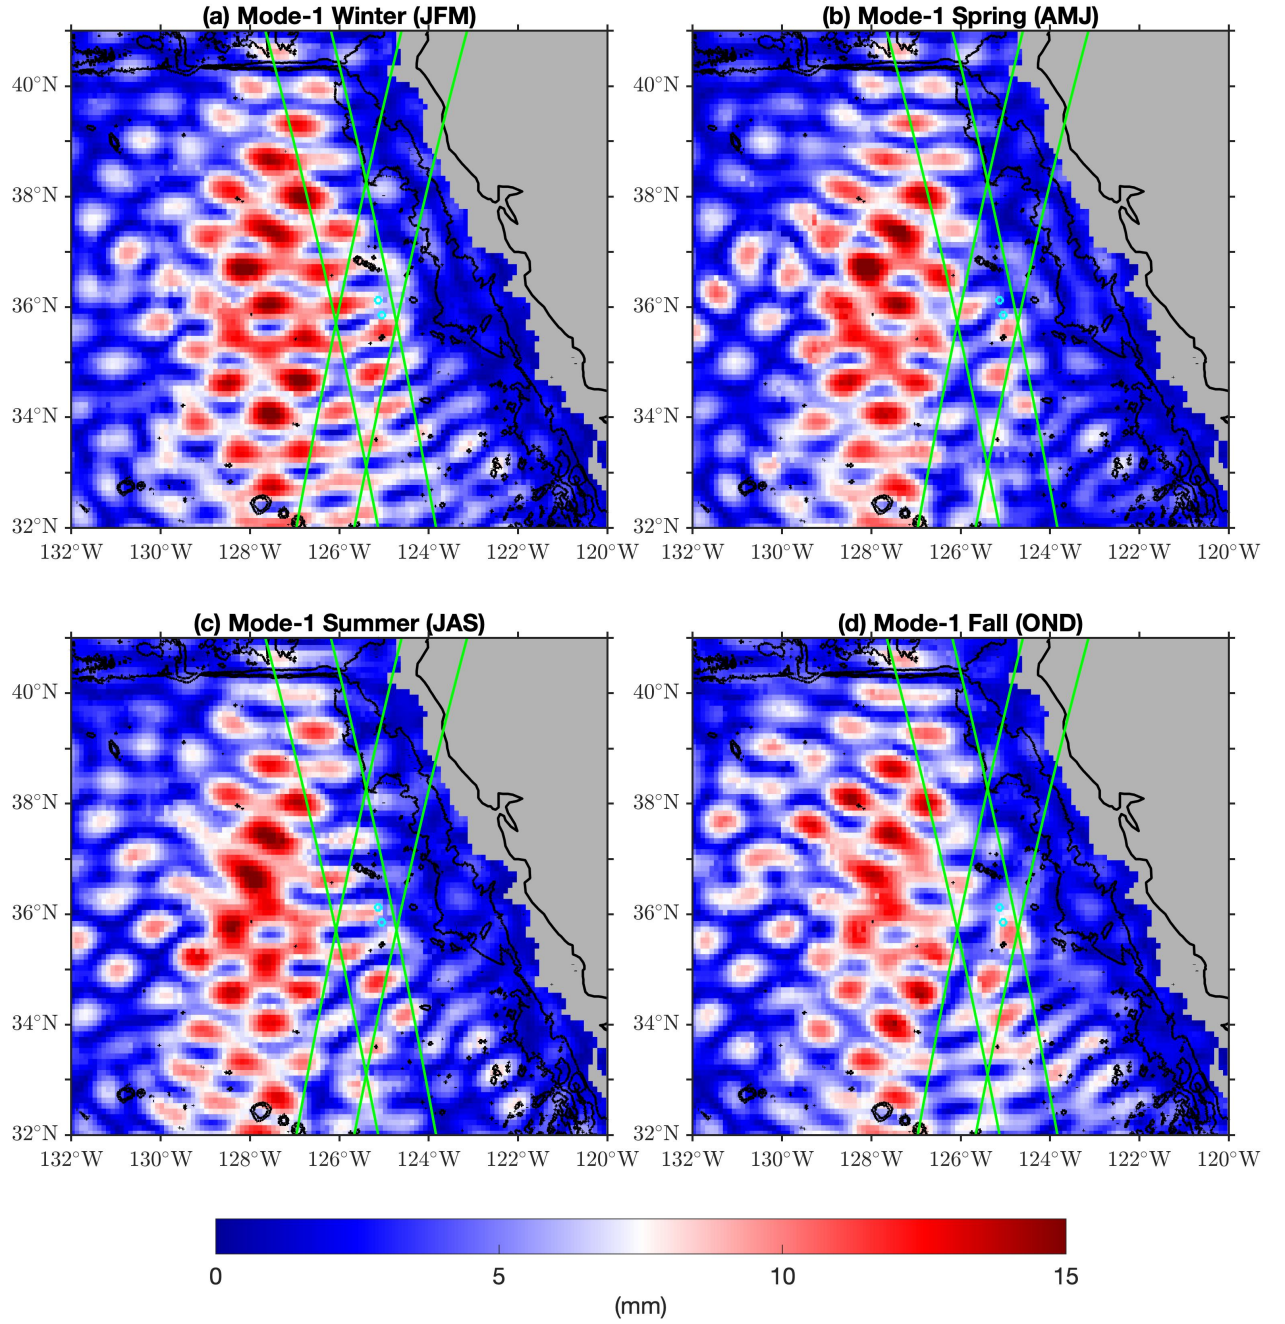 (a) Mode-1 Winter (JFM)
(b) Mode-1 Spring (AMJ)
40°N
38°N
36°N
34°N
32°N
132°W 130°W 128°W 126°W 124°W 122°W 120°W
40°N
38°N
36°N
34°N
32°N
132°W 130°W 128°W 126°W 124°W 122°W 120°W
(c) Mode-1 Summer (JAS)
(d) Mode-1 Fall (OND)
40°N
38°N
36°N
34°N
32°N
132°W 130°W 128°W 126°W 124°W 122°W 120°W
40°N
38°N
36°N
34°N
32°N
132°W 130°W 128°W 126°W 124°W 122°W 120°W
0 5 10 15
(mm)